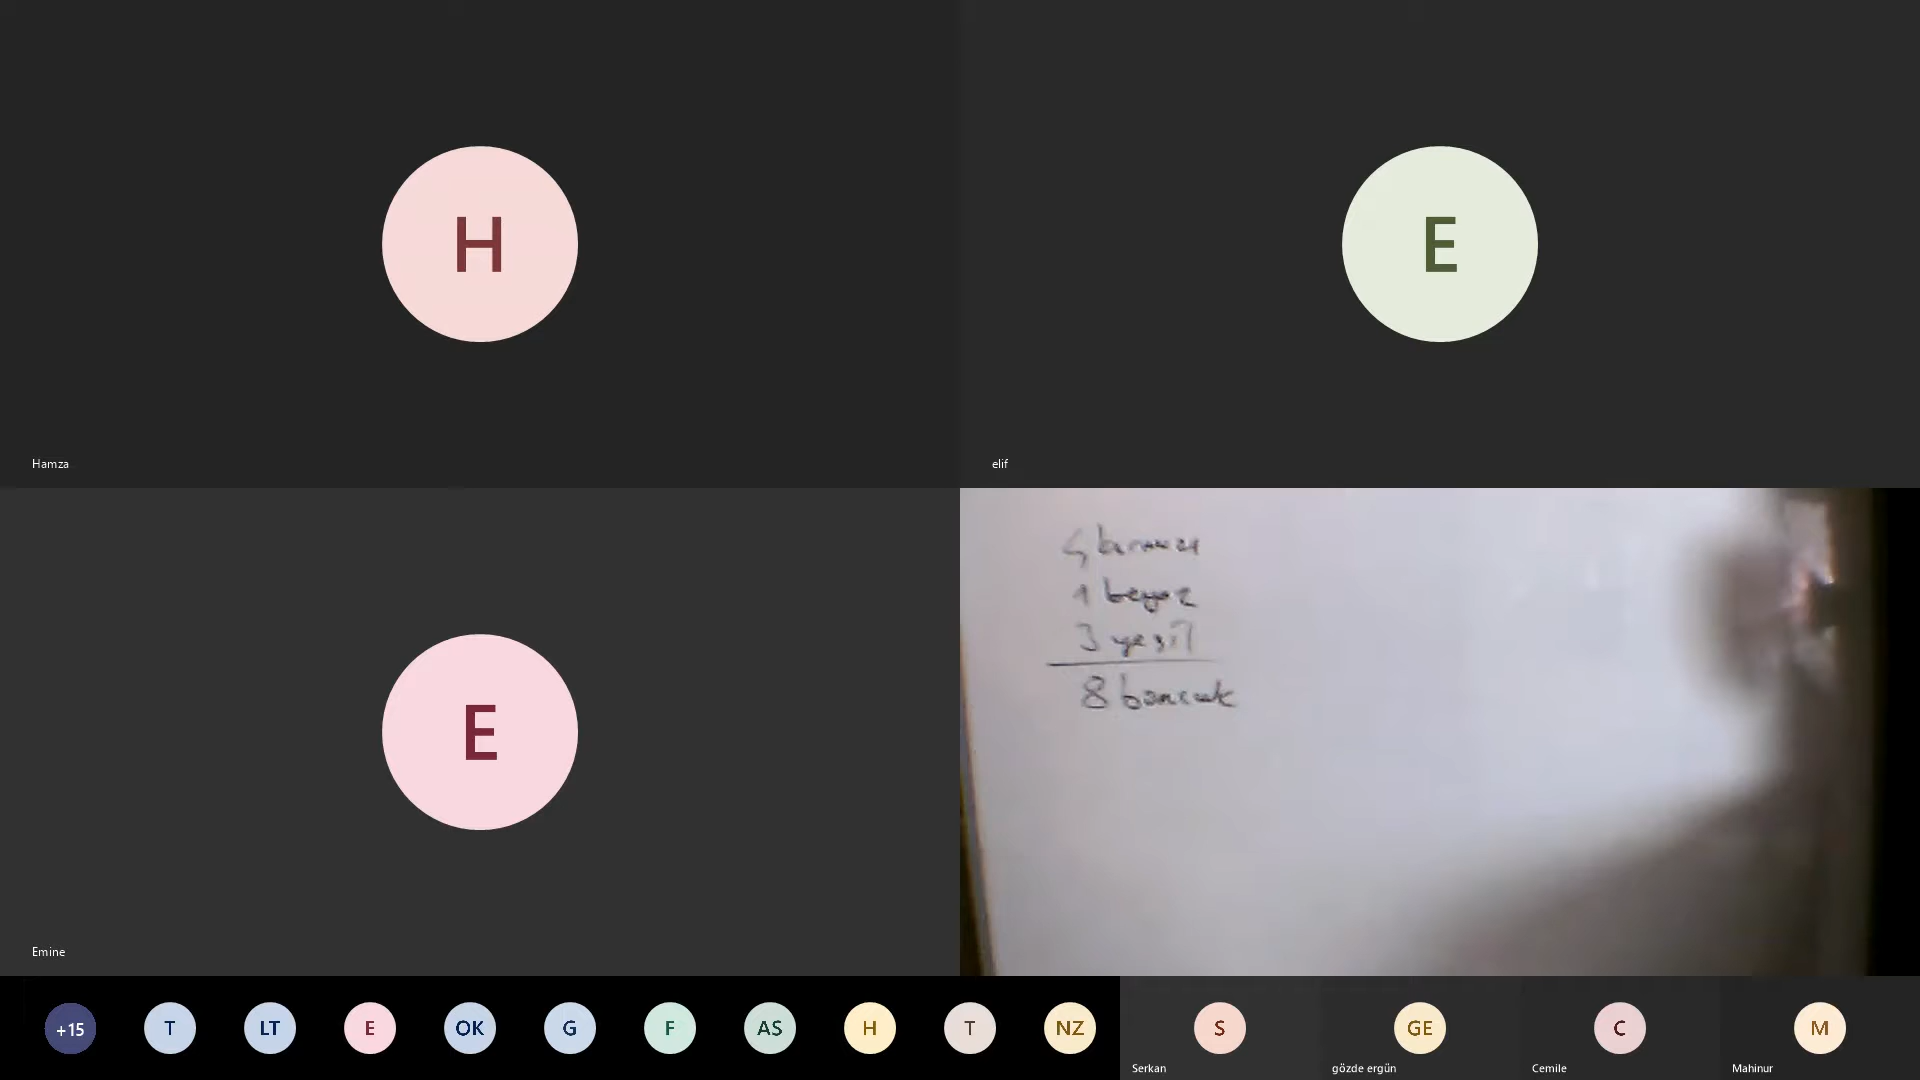 H
E
Hamza
elif
E
4 kırmızı
1 beyaz
3 yeşil
8 boncuk
Emine
+15
T
LT
E
OK
G
F
AS
H
T
NZ
S
GE
C
M
Serkan
gözde ergün
Cemile
Mahinur